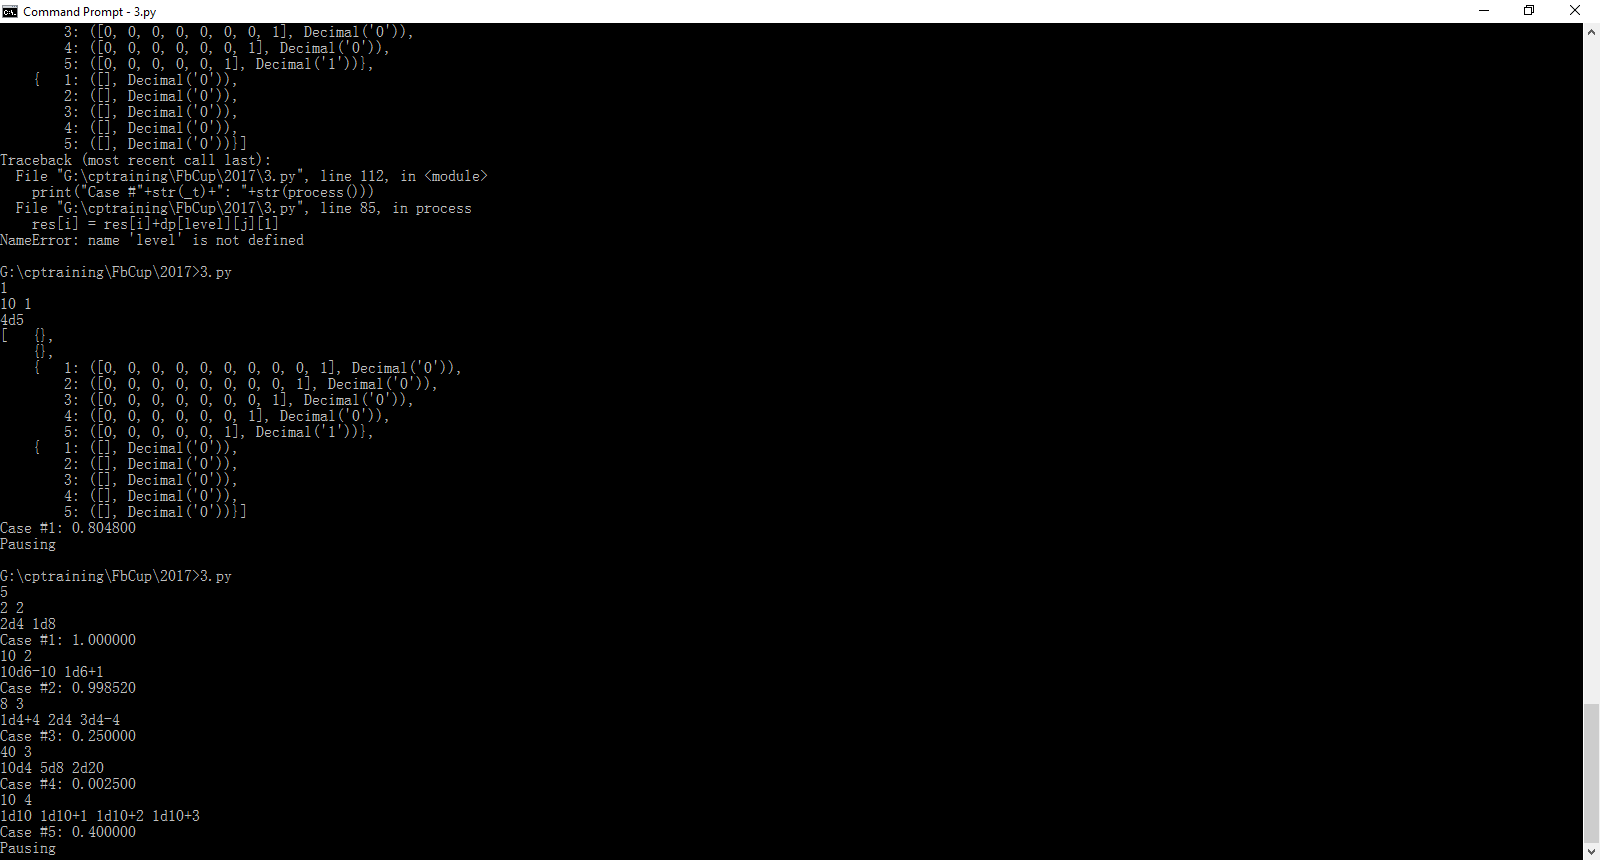 Command Prompt - 3.py
3: ([0, 0, 0, 0, 0, 0, 0, 1], Decimal('0')),
4: ([0, 0, 0, 0, 0, 0, 1], Decimal('0')),
5: ([0, 0, 0, 0, 0, 1], Decimal('1'))},
{   1: ([], Decimal('0')),
2: ([], Decimal('0')),
3: ([], Decimal('0')),
4: ([], Decimal('0')),
5: ([], Decimal('0'))}]
Traceback (most recent call last):
  File "G:\cptraining\FbCup\2017\3.py", line 112, in <module>
    print("Case #"+str(_t)+": "+str(process()))
  File "G:\cptraining\FbCup\2017\3.py", line 85, in process
    res[i] = res[i]+dp[level][j][1]
NameError: name 'level' is not defined
G:\cptraining\FbCup\2017>3.py
1
10 1
4d5
[   {},
{},
{   1: ([0, 0, 0, 0, 0, 0, 0, 0, 0, 1], Decimal('0')),
2: ([0, 0, 0, 0, 0, 0, 0, 0, 1], Decimal('0')),
3: ([0, 0, 0, 0, 0, 0, 0, 1], Decimal('0')),
4: ([0, 0, 0, 0, 0, 0, 1], Decimal('0')),
5: ([0, 0, 0, 0, 0, 1], Decimal('1'))},
{   1: ([], Decimal('0')),
2: ([], Decimal('0')),
3: ([], Decimal('0')),
4: ([], Decimal('0')),
5: ([], Decimal('0'))}]
Case #1: 0.804800
Pausing
G:\cptraining\FbCup\2017>3.py
5
2 2
2d4 1d8
Case #1: 1.000000
10 2
10d6-10 1d6+1
Case #2: 0.998520
8 3
1d4+4 2d4 3d4-4
Case #3: 0.250000
40 3
10d4 5d8 2d20
Case #4: 0.002500
10 4
1d10 1d10+1 1d10+2 1d10+3
Case #5: 0.400000
Pausing